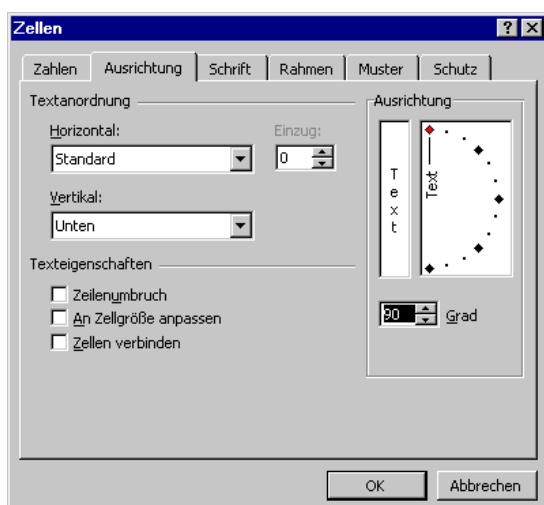 Zellen
Zahlen Ausrichtung Schrift Rahmen Muster Schutz
Textanordnung
Horizontal: Einzug:
Standard 0
Vertikal:
Unten
Texteigenschaften
Zeilenumbruch
An Zellgröße anpassen
Zellen verbinden
Ausrichtung
Text
Text
90 Grad
OK Abbrechen